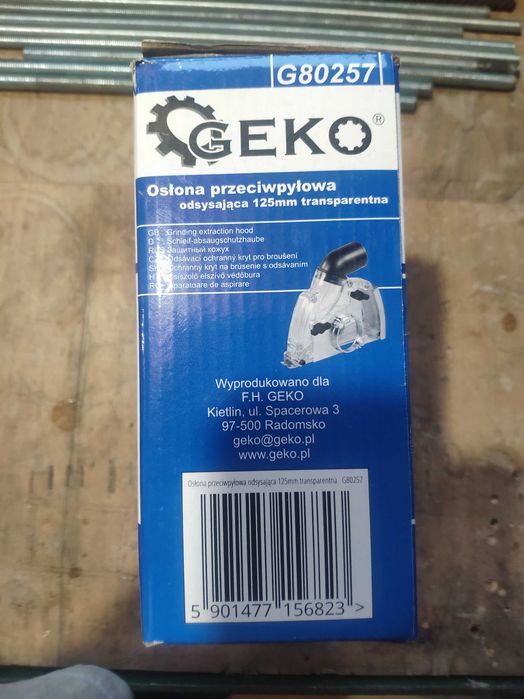 G80257
GEKO®
Osłona przeciwpyłowa
odsysająca 125mm transparentna
GB Grinding extraction hood
D Schleif-absaugschutzhaube
Защитный кожух
Odsávací ochranný kryt pro broušení
Ochranný kryt na brúsenie s odsávaním
elszívó védőbura
Aparatoare de aspirare
Wyprodukowano dla
F.H. GEKO
Kietlin, ul. Spacerowa 3
97-500 Radomsko
geko@geko.pl
www.geko.pl
Osłona przeciwpyłowa odsysająca 125mm transparentna G80257
5 901477 156823 >